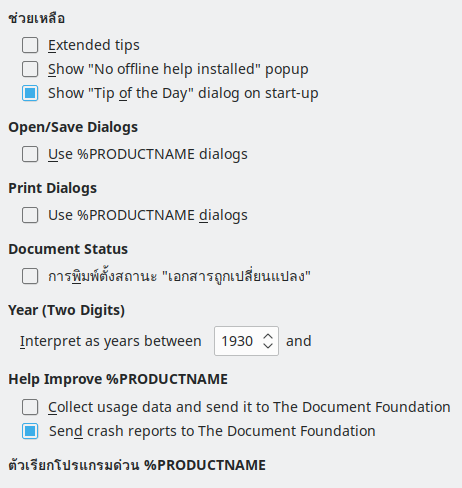 ช่วยเหลือ
Extended tips
Show "No offline help installed" popup
Show "Tip of the Day" dialog on start-up
Open/Save Dialogs
Use %PRODUCTNAME dialogs
Print Dialogs
Use %PRODUCTNAME dialogs
Document Status
การพิมพ์ตั้งสถานะ "เอกสารถูกเปลี่ยนแปลง"
Year (Two Digits)
Interpret as years between 1930 and
Help Improve %PRODUCTNAME
Collect usage data and send it to The Document Foundation
Send crash reports to The Document Foundation
ตัวเรียกโปรแกรมด่วน %PRODUCTNAME